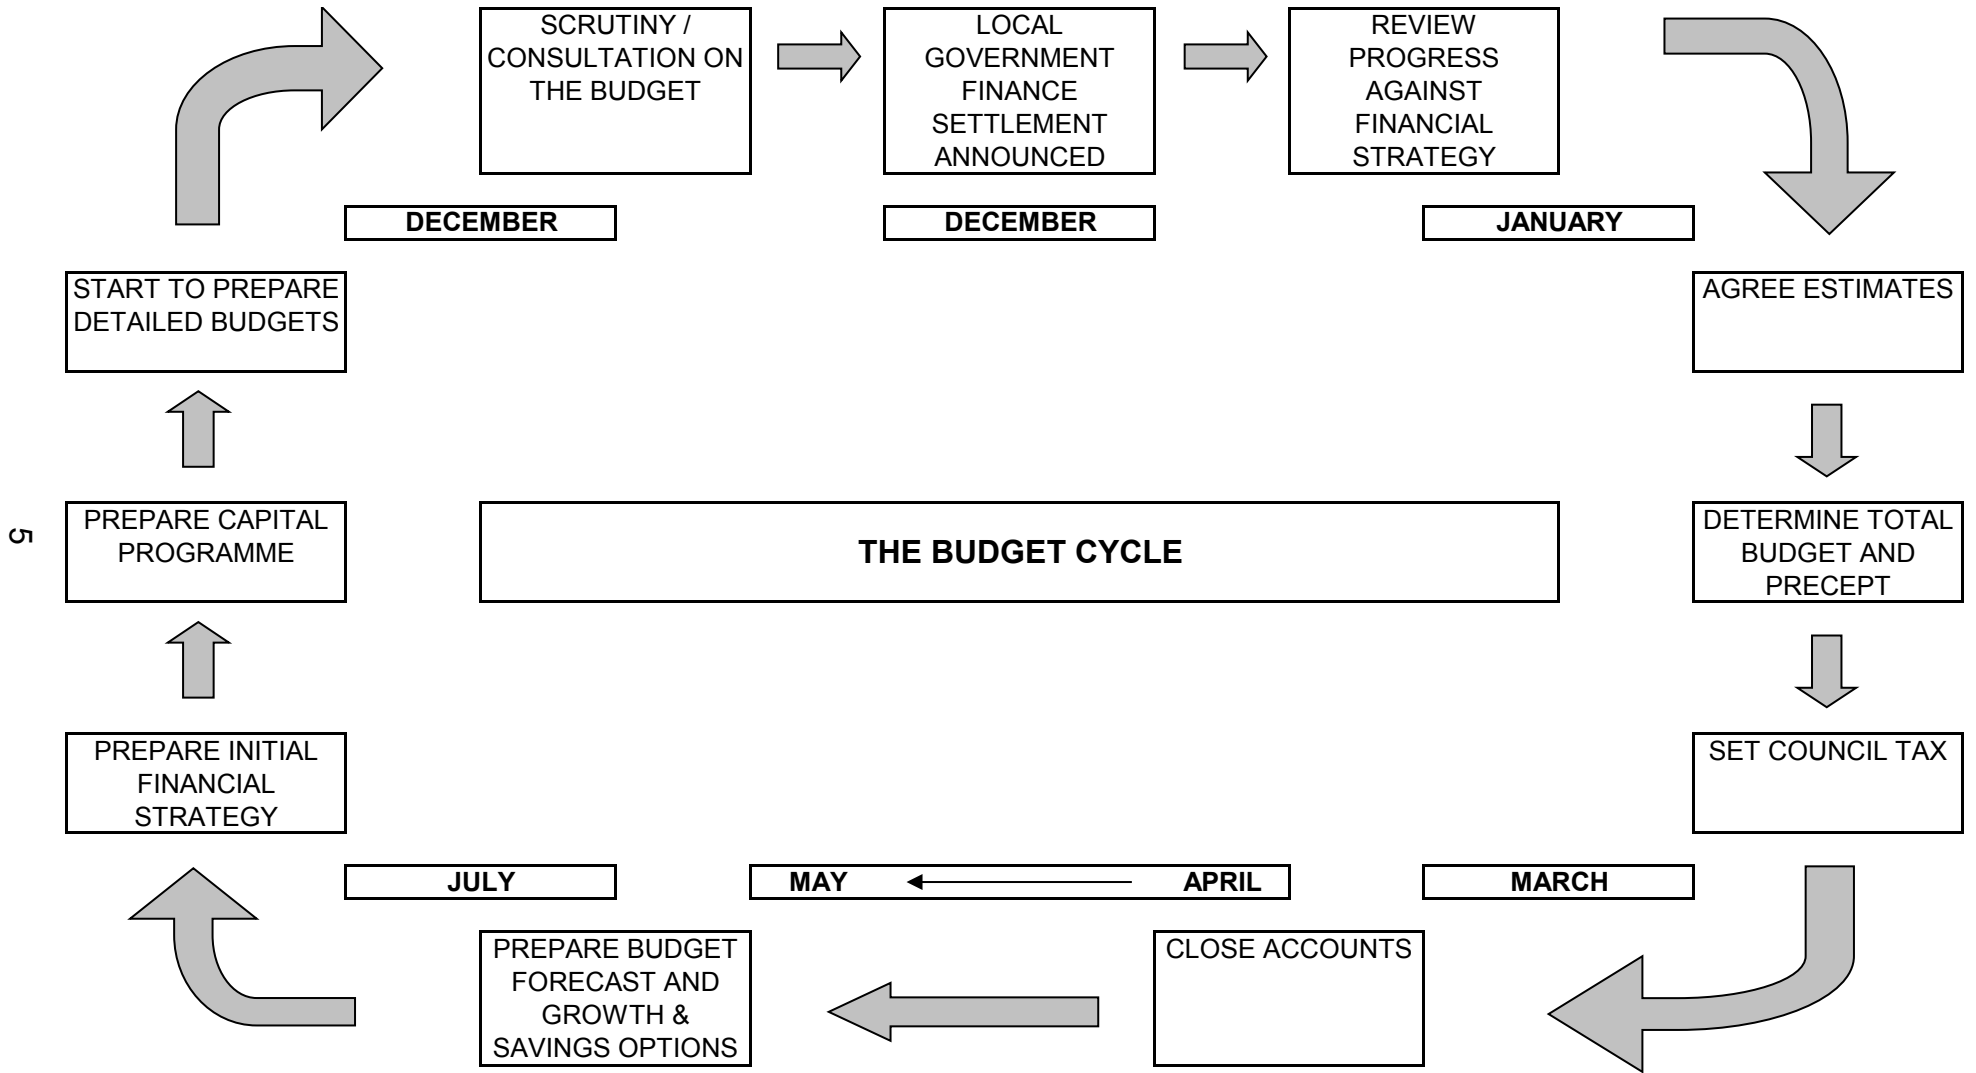 SCRUTINY /
CONSULTATION ON
THE BUDGET
LOCAL
GOVERNMENT
FINANCE
SETTLEMENT
ANNOUNCED
REVIEW
PROGRESS
AGAINST
FINANCIAL
STRATEGY
DECEMBER
DECEMBER
JANUARY
START TO PREPARE
DETAILED BUDGETS
AGREE ESTIMATES
5
PREPARE CAPITAL
PROGRAMME
THE BUDGET CYCLE
DETERMINE TOTAL
BUDGET AND
PRECEPT
PREPARE INITIAL
FINANCIAL
STRATEGY
SET COUNCIL TAX
JULY
MAY APRIL
MARCH
PREPARE BUDGET
FORECAST AND
GROWTH &
SAVINGS OPTIONS
CLOSE ACCOUNTS